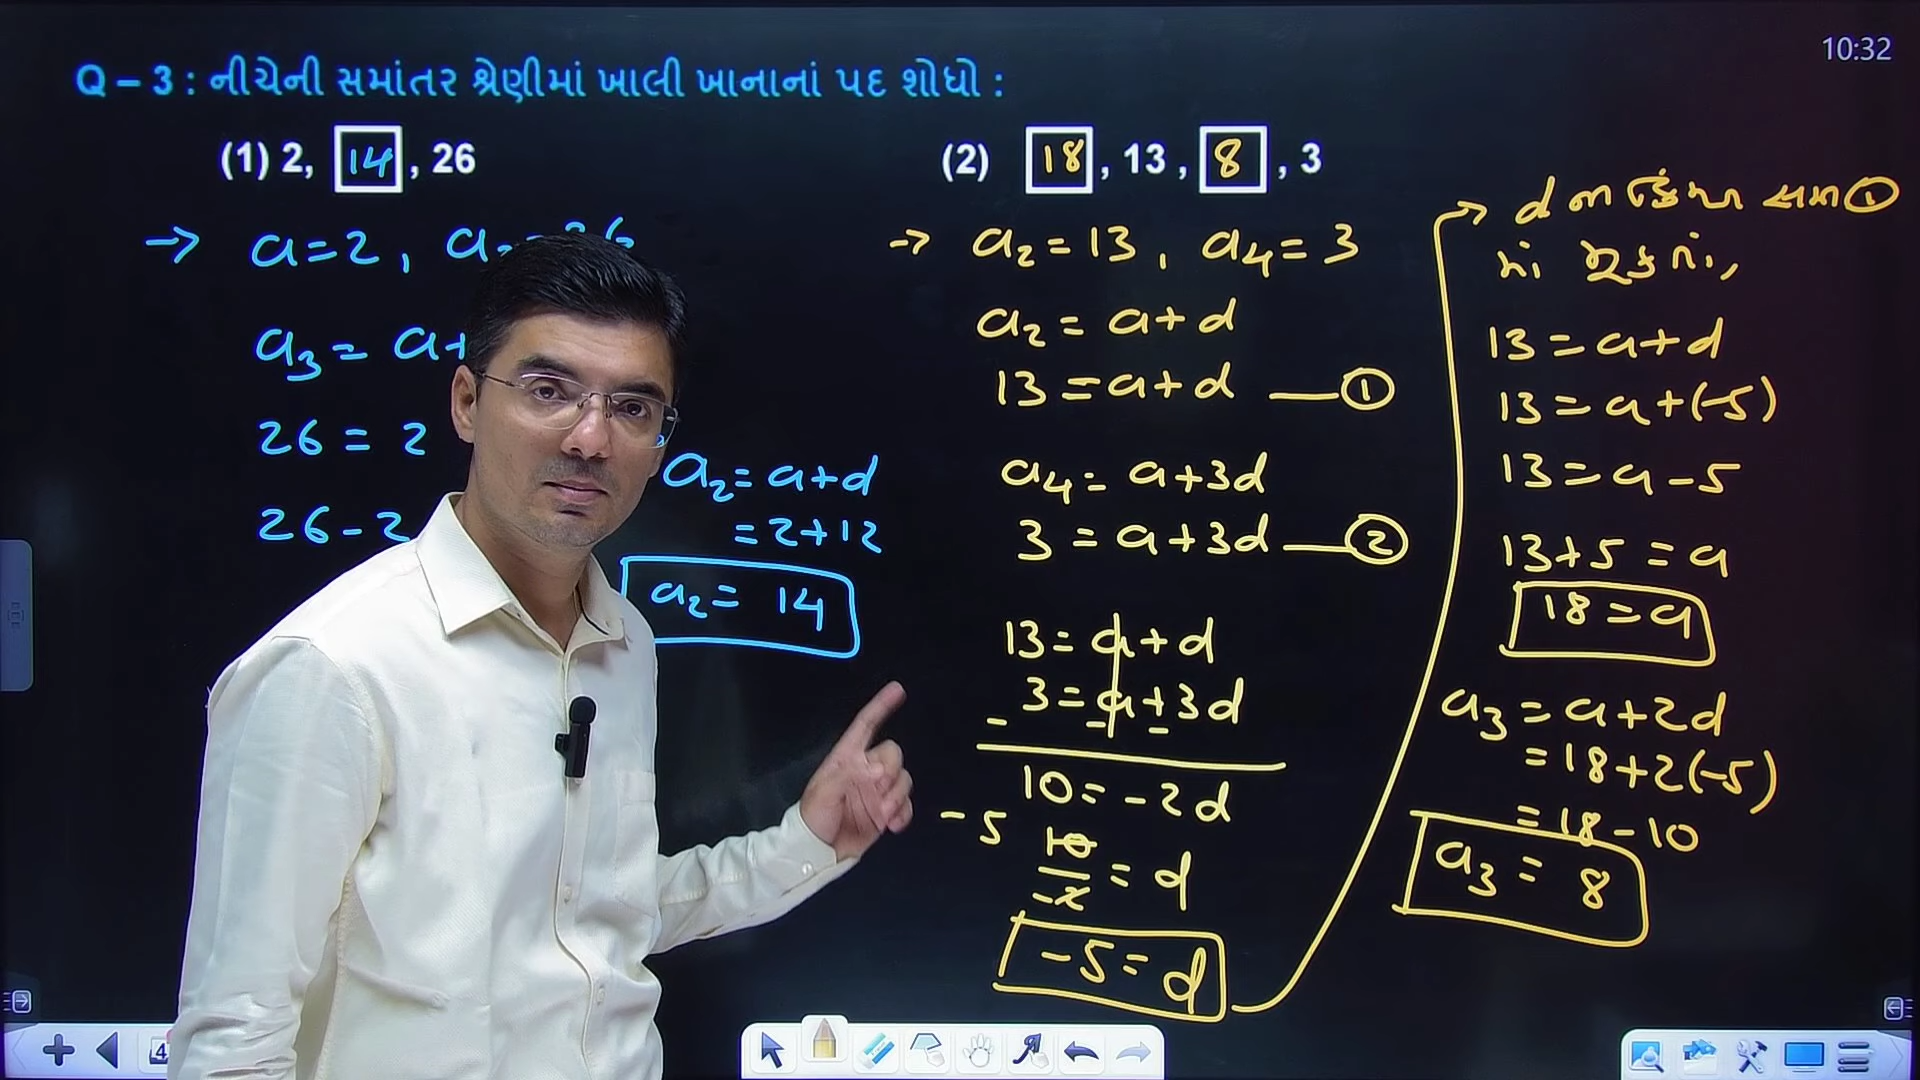 10:32
Q – 3 : નીચેની સમાંતર શ્રેણીમાં ખાલી ખાનાનાં પદ શોધો :
(1) 2, 14 , 26
→ a = 2 ,
a₃ = a+
26 = 2
26 - 2
a₂ = a+d
= 2+12
a₂ = 14
(2) 18 , 13 , 8 , 3
→ a₂ = 13 , a₄ = 3
a₂ = a+d
13 = a+d — ①
a₄ = a+3d
3 = a+3d — ②
13 = a+d
3 = a+3d
- - -
10 = -2d
-5
10/-2 = d
-5 = d
→ d ની કિંમત સમી ①
માં મૂકતાં,
13 = a+d
13 = a+(-5)
13 = a-5
13+5 = a
18 = a
a₃ = a+2d
= 18+2(-5)
= 18-10
a₃ = 8
4